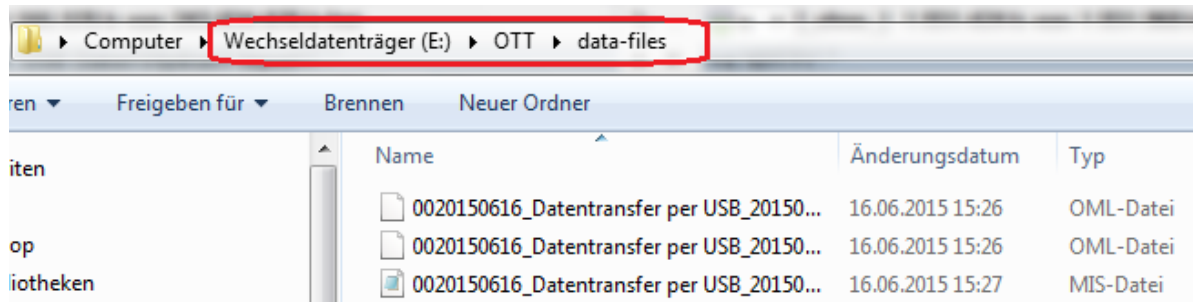 Computer Wechseldatenträger (E:) OTT data-files
ren Freigeben für Brennen Neuer Ordner
iten
Name Änderungsdatum Typ
0020150616_Datentransfer per USB_20150... 16.06.2015 15:26 OML-Datei
op
0020150616_Datentransfer per USB_20150... 16.06.2015 15:26 OML-Datei
liotheken
0020150616_Datentransfer per USB_20150... 16.06.2015 15:27 MIS-Datei